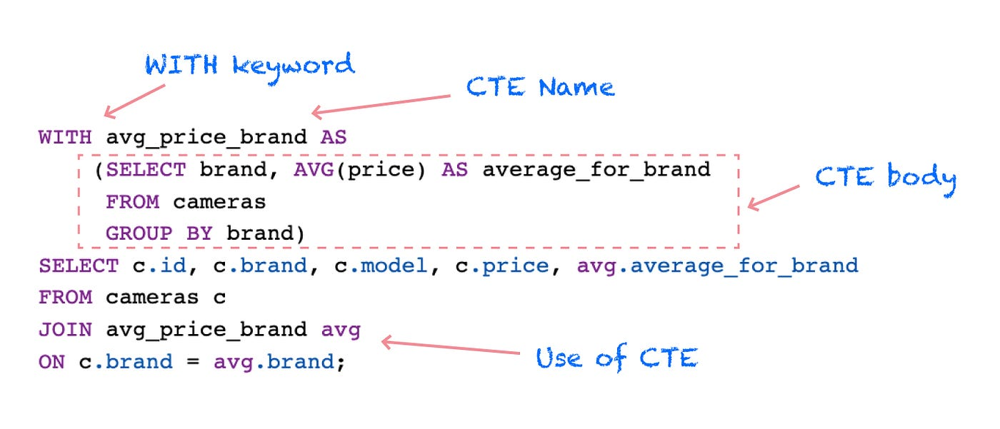 WITH keyword
CTE Name
WITH avg_price_brand AS
(SELECT brand, AVG(price) AS average_for_brand
CTE body
FROM cameras
GROUP BY brand)
SELECT c.id, c.brand, c.model, c.price, avg.average_for_brand
FROM cameras c
JOIN avg_price_brand avg
Use of CTE
ON c.brand = avg.brand;